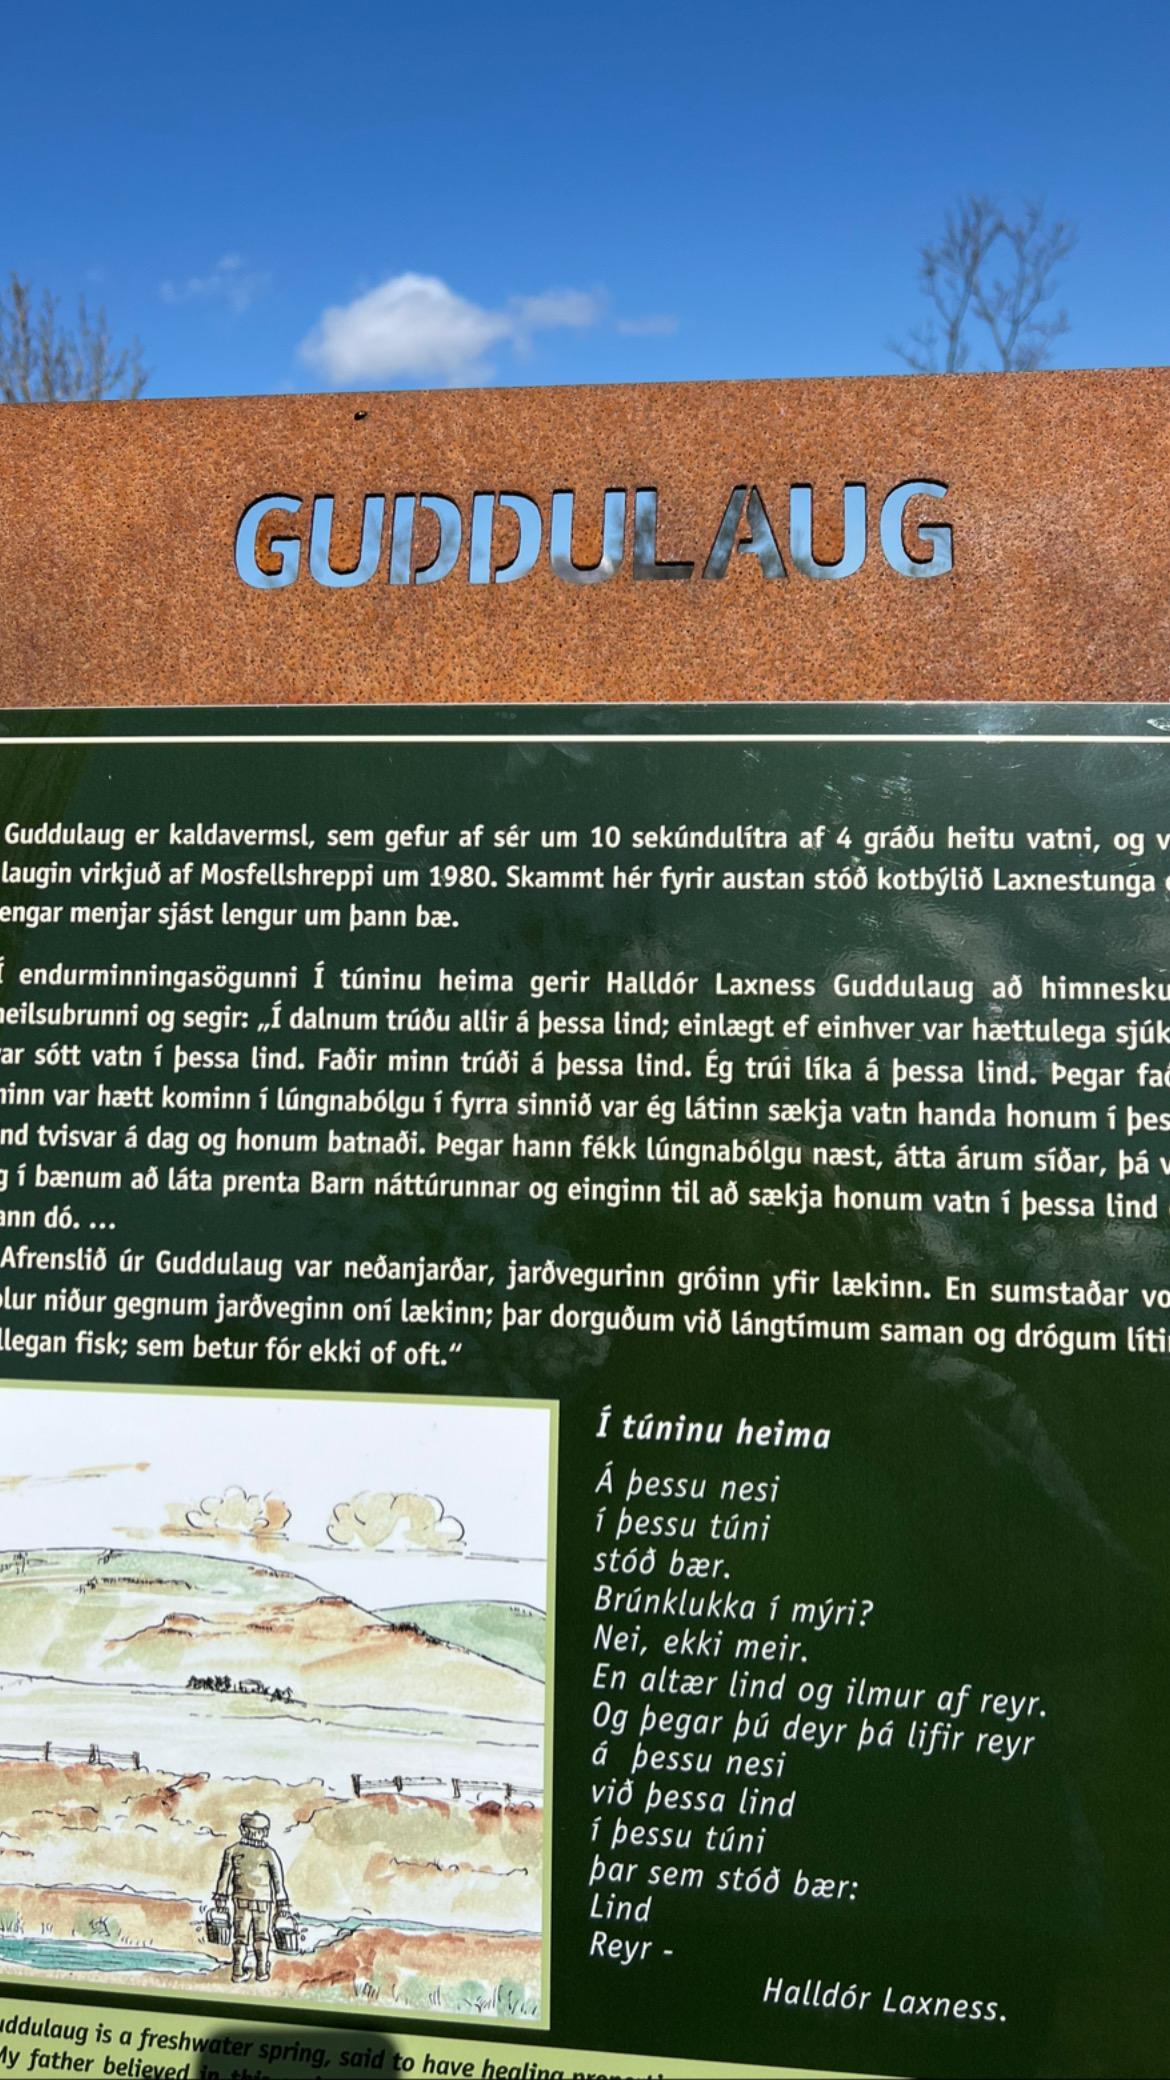 GUDDULAUG
Guddulaug er kaldavermsl, sem gefur af sér um 10 sekúndulítra af 4 gráðu heitu vatni, og
laugin virkjuð af Mosfellshreppi um 1980. Skammt hér fyrir austan stóð kotbýlið Laxnestunga
engar menjar sjást lengur um þann bæ.
Í endurminningasögunni Í túninu heima gerir Halldór Laxness Guddulaug að himnesku
heilsubrunni og segir: „Í dalnum trúðu allir á þessa lind; einlægt ef einhver var hættulega sjúk
ar sótt vatn í þessa lind. Faðir minn trúði á þessa lind. Ég trúi líka á þessa lind. Þegar fað
minn var hætt kominn í lúngnabólgu í fyrra sinnið var ég látinn sækja vatn handa honum í þes
nd tvisvar á dag og honum batnaði. Þegar hann fékk lúngnabólgu næst, átta árum síðar, þá v
g í bænum að láta prenta Barn náttúrunnar og einginn til að sækja honum vatn í þessa lind
ann dó. ...
Afrenslið úr Guddulaug var neðanjarðar, jarðvegurinn gróinn yfir lækinn. En sumstaðar vo
olur niður gegnum jarðveginn oní lækinn; þar dorguðum við lángtímum saman og drógum lítin
llegan fisk; sem betur fór ekki of oft.“
Í túninu heima
Á þessu nesi
í þessu túni
stóð bær.
Brúnklukka í mýri?
Nei, ekki meir.
En altær lind og ilmur af reyr.
Og þegar þú deyr þá lifir reyr
á þessu nesi
við þessa lind
í þessu túni
þar sem stóð bær:
Lind
Reyr -
Halldór Laxness.
uddulaug is a freshwater spring, said to have healing
My father believed in this